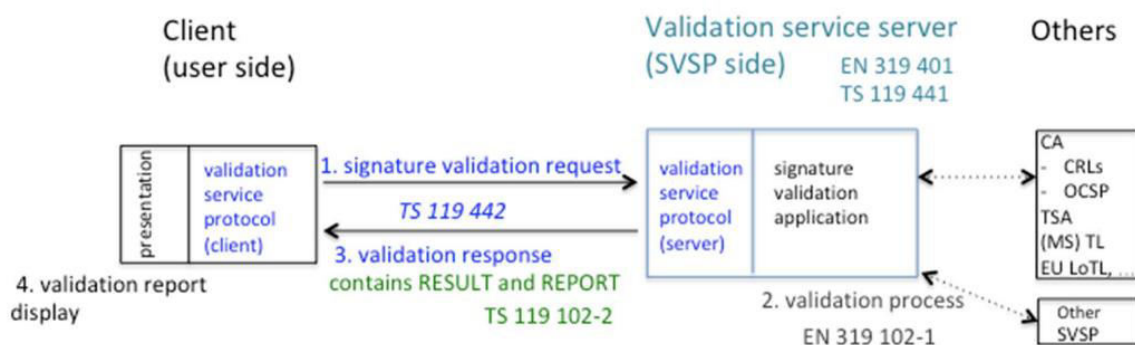 Client
(user side)
Validation service server
(SVSP side)
EN 319 401
TS 119 441
Others
presentation
validation
service
protocol
(client)
1. signature validation request
TS 119 442
3. validation response
contains RESULT and REPORT
TS 119 102-2
4. validation report
display
validation
service
protocol
(server)
signature
validation
application
2. validation process
EN 319 102-1
CA
- CRLs
- OCSP
TSA
(MS) TL
EU LoTL, ...
Other
SVSP